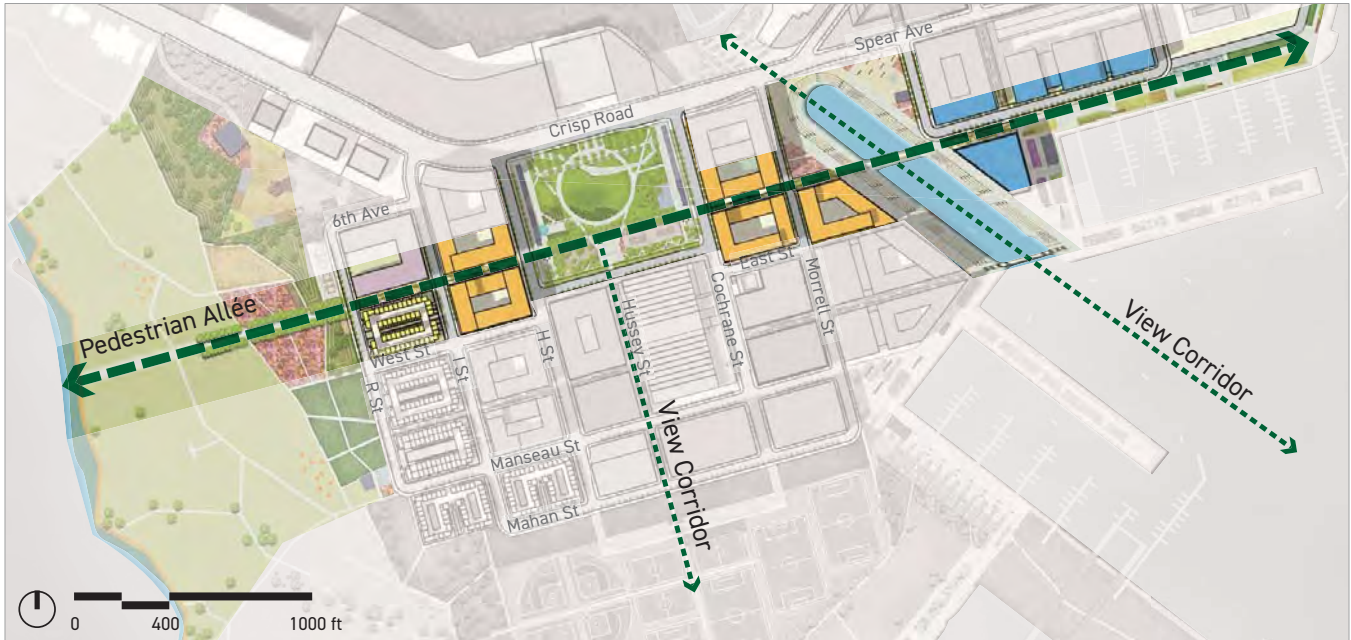 Spear Ave
Crisp Road
6th Ave
Pedestrian Allée
West St
R St
I St
H St
Hussey St
Cochrane St
East St
Morrell St
View Corridor
View Corridor
Manseau St
Mahan St
0 400 1000 ft